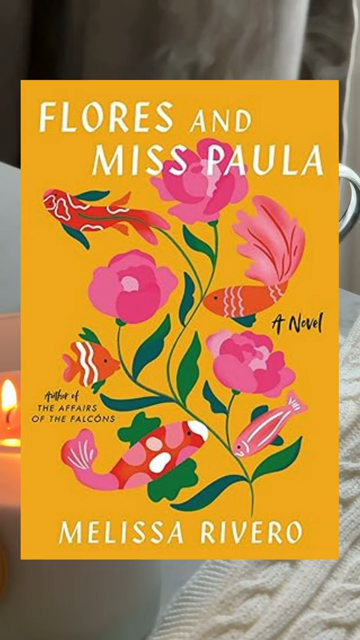 FLORES AND
MISS PAULA
A Novel
Author of
THE AFFAIRS
OF THE FALCÓNS
MELISSA RIVERO